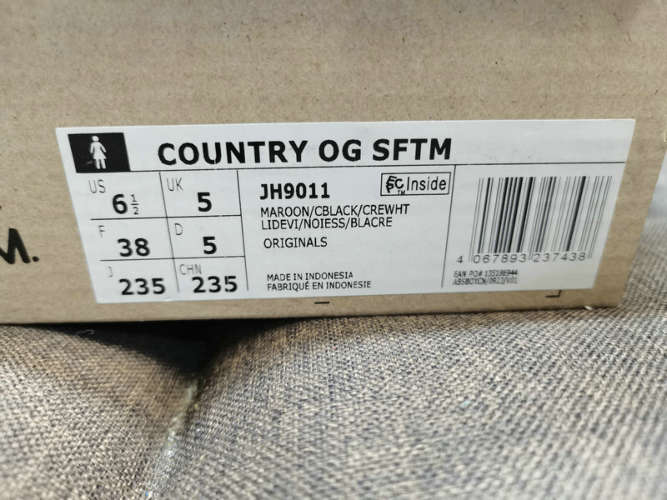 COUNTRY OG SFTM
US 6½ UK 5
F 38 D 5
J 235 CHN 235
JH9011
SC™ Inside
MAROON/CBLACK/CREWHT
LIDEVI/NOIESS/BLACRE
ORIGINALS
MADE IN INDONESIA
FABRIQUÉ EN INDONESIE
4 067893 237438
M.